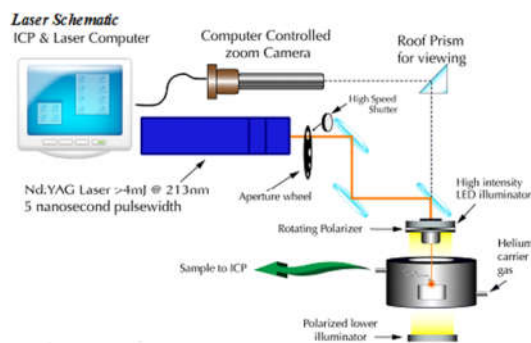 Laser Schematic
ICP & Laser Computer
Computer Controlled
zoom Camera
Roof Prism
for viewing
High Speed
Shutter
Nd.YAG Laser >4mJ @ 213nm
5 nanosecond pulsewidth
Aperture wheel
High intensity
LED illuminator
Rotating Polarizer
Helium
carrier
gas
Sample to ICP
Polarized lower
illuminator